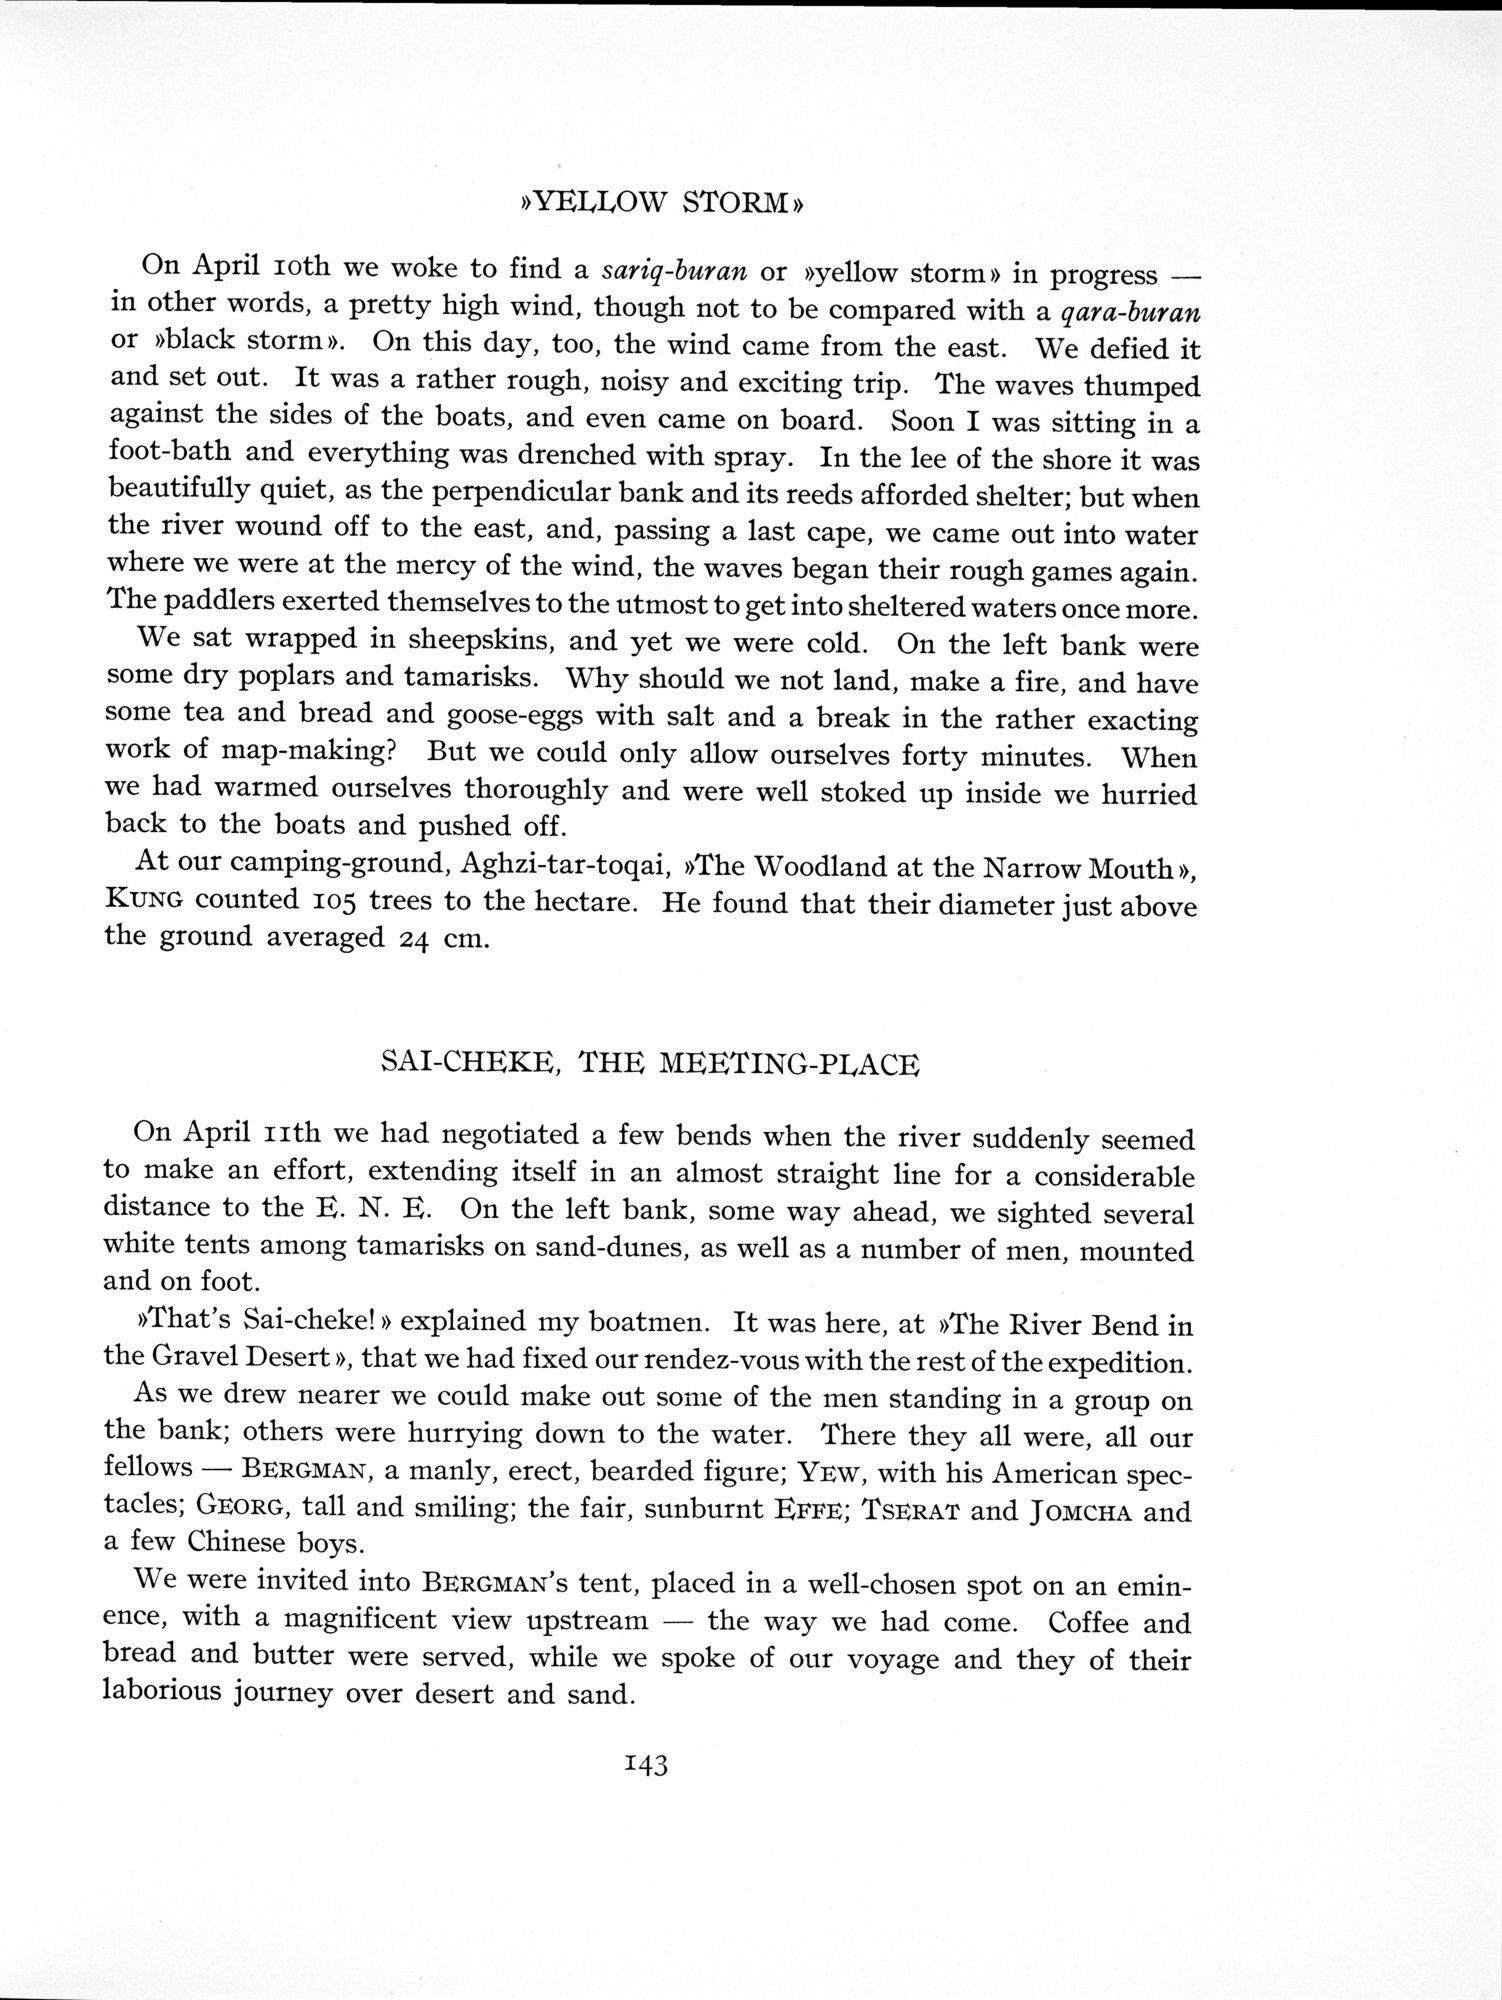 »YELLOW STORM»
On April 10th we woke to find a sariq-buran or »yellow storm» in progress —
in other words, a pretty high wind, though not to be compared with a qara-buran
or »black storm». On this day, too, the wind came from the east. We defied it
and set out. It was a rather rough, noisy and exciting trip. The waves thumped
against the sides of the boats, and even came on board. Soon I was sitting in a
foot-bath and everything was drenched with spray. In the lee of the shore it was
beautifully quiet, as the perpendicular bank and its reeds afforded shelter; but when
the river wound off to the east, and, passing a last cape, we came out into water
where we were at the mercy of the wind, the waves began their rough games again.
The paddlers exerted themselves to the utmost to get into sheltered waters once more.
We sat wrapped in sheepskins, and yet we were cold. On the left bank were
some dry poplars and tamarisks. Why should we not land, make a fire, and have
some tea and bread and goose-eggs with salt and a break in the rather exacting
work of map-making? But we could only allow ourselves forty minutes. When
we had warmed ourselves thoroughly and were well stoked up inside we hurried
back to the boats and pushed off.
At our camping-ground, Aghzi-tar-toqai, »The Woodland at the Narrow Mouth»,
KUNG counted 105 trees to the hectare. He found that their diameter just above
the ground averaged 24 cm.
SAI-CHEKE, THE MEETING-PLACE
On April 11th we had negotiated a few bends when the river suddenly seemed
to make an effort, extending itself in an almost straight line for a considerable
distance to the E. N. E. On the left bank, some way ahead, we sighted several
white tents among tamarisks on sand-dunes, as well as a number of men, mounted
and on foot.
»That's Sai-cheke!» explained my boatmen. It was here, at »The River Bend in
the Gravel Desert», that we had fixed our rendez-vous with the rest of the expedition.
As we drew nearer we could make out some of the men standing in a group on
the bank; others were hurrying down to the water. There they all were, all our
fellows — BERGMAN, a manly, erect, bearded figure; YEW, with his American spec-
tacles; GEORG, tall and smiling; the fair, sunburnt EFFE; TSERAT and JOMCHA and
a few Chinese boys.
We were invited into BERGMAN's tent, placed in a well-chosen spot on an emin-
ence, with a magnificent view upstream — the way we had come. Coffee and
bread and butter were served, while we spoke of our voyage and they of their
laborious journey over desert and sand.
143